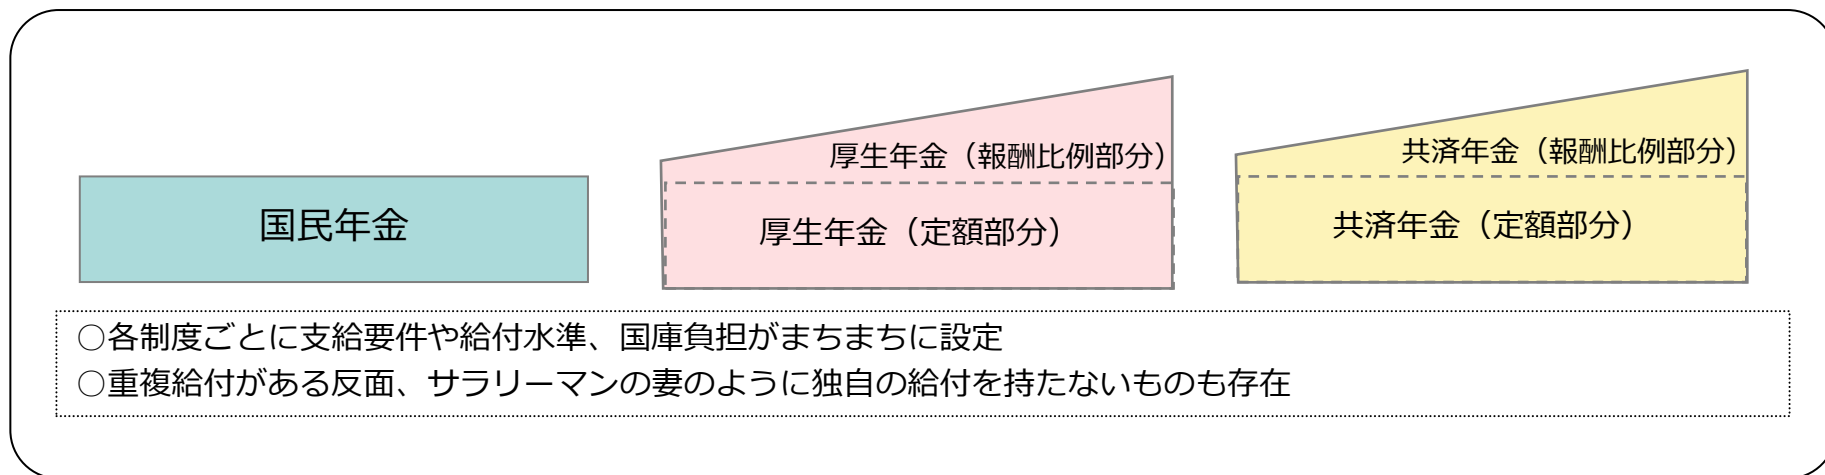 国民年金
厚生年金（報酬比例部分）
厚生年金（定額部分）
共済年金（報酬比例部分）
共済年金（定額部分）
○各制度ごとに支給要件や給付水準、国庫負担がまちまちに設定
○重複給付がある反面、サラリーマンの妻のように独自の給付を持たないものも存在